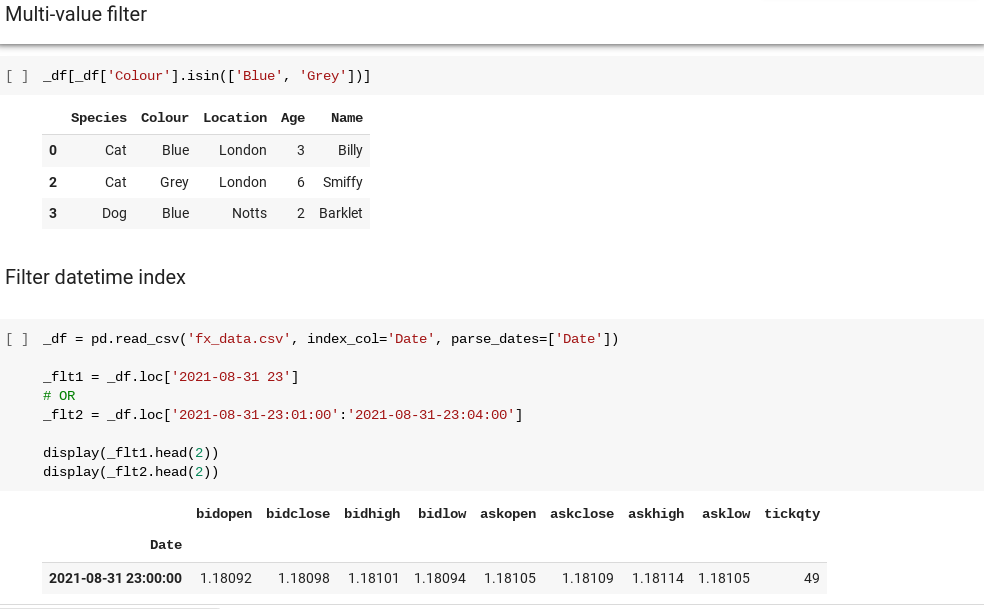 Multi-value filter
[ ] _df[_df['Colour'].isin(['Blue', 'Grey'])]
Species Colour Location Age Name
0 Cat Blue London 3 Billy
2 Cat Grey London 6 Smiffy
3 Dog Blue Notts 2 Barklet
Filter datetime index
[ ] _df = pd.read_csv('fx_data.csv', index_col='Date', parse_dates=['Date'])
_flt1 = _df.loc['2021-08-31 23']
# OR
_flt2 = _df.loc['2021-08-31-23:01:00':'2021-08-31-23:04:00']
display(_flt1.head(2))
display(_flt2.head(2))
bidopen bidclose bidhigh bidlow askopen askclose askhigh asklow tickqty
Date
2021-08-31 23:00:00 1.18092 1.18098 1.18101 1.18094 1.18105 1.18109 1.18114 1.18105 49